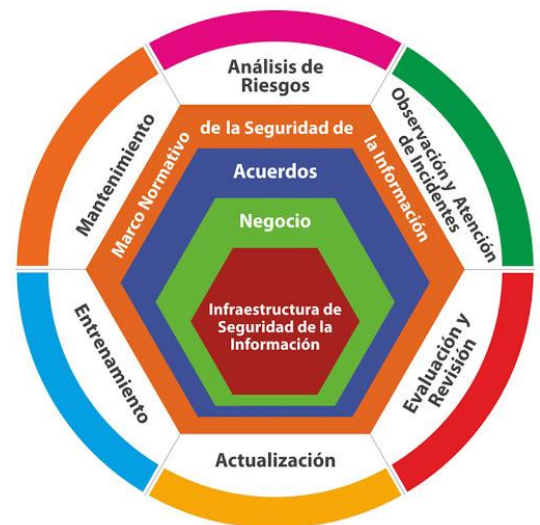 Análisis de
Riesgos
Observación y Atención
de Incidentes
Evaluación y
Revisión
Actualización
Entrenamiento
Mantenimiento
Marco Normativo
de la Seguridad de
la Información
Acuerdos
Negocio
Infraestructura de
Seguridad de la
Información